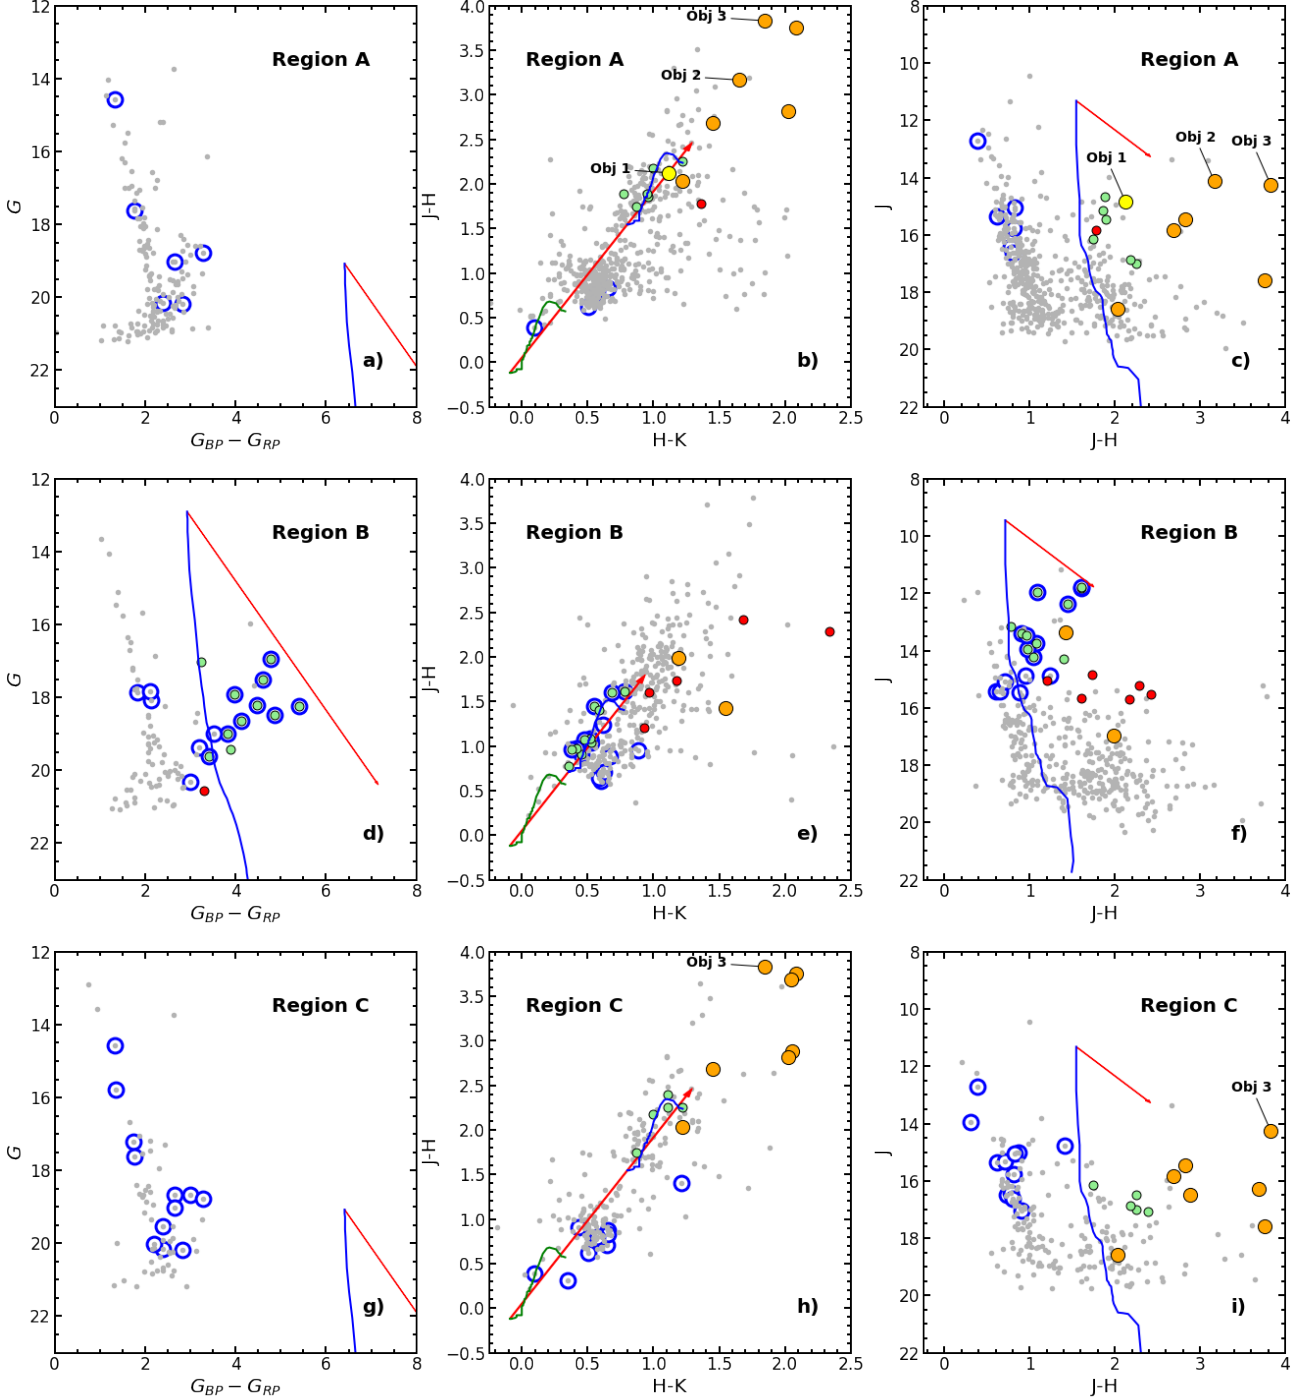 12
14
16
18
20
22
G
0
2
4
6
8
G_BP − G_RP
Region A
a)
4.0
3.5
3.0
2.5
2.0
1.5
1.0
0.5
0.0
−0.5
J-H
0.0
0.5
1.0
1.5
2.0
2.5
H-K
Region A
Obj 3
Obj 2
Obj 1
b)
8
10
12
14
16
18
20
22
J
0
1
2
3
4
J-H
Region A
Obj 1
Obj 2
Obj 3
c)
12
14
16
18
20
22
G
0
2
4
6
8
G_BP − G_RP
Region B
d)
4.0
3.5
3.0
2.5
2.0
1.5
1.0
0.5
0.0
−0.5
J-H
0.0
0.5
1.0
1.5
2.0
2.5
H-K
Region B
e)
8
10
12
14
16
18
20
22
J
0
1
2
3
4
J-H
Region B
f)
12
14
16
18
20
22
G
0
2
4
6
8
G_BP − G_RP
Region C
g)
4.0
3.5
3.0
2.5
2.0
1.5
1.0
0.5
0.0
−0.5
J-H
0.0
0.5
1.0
1.5
2.0
2.5
H-K
Obj 3
Region C
h)
8
10
12
14
16
18
20
22
J
0
1
2
3
4
J-H
Region C
Obj 3
i)